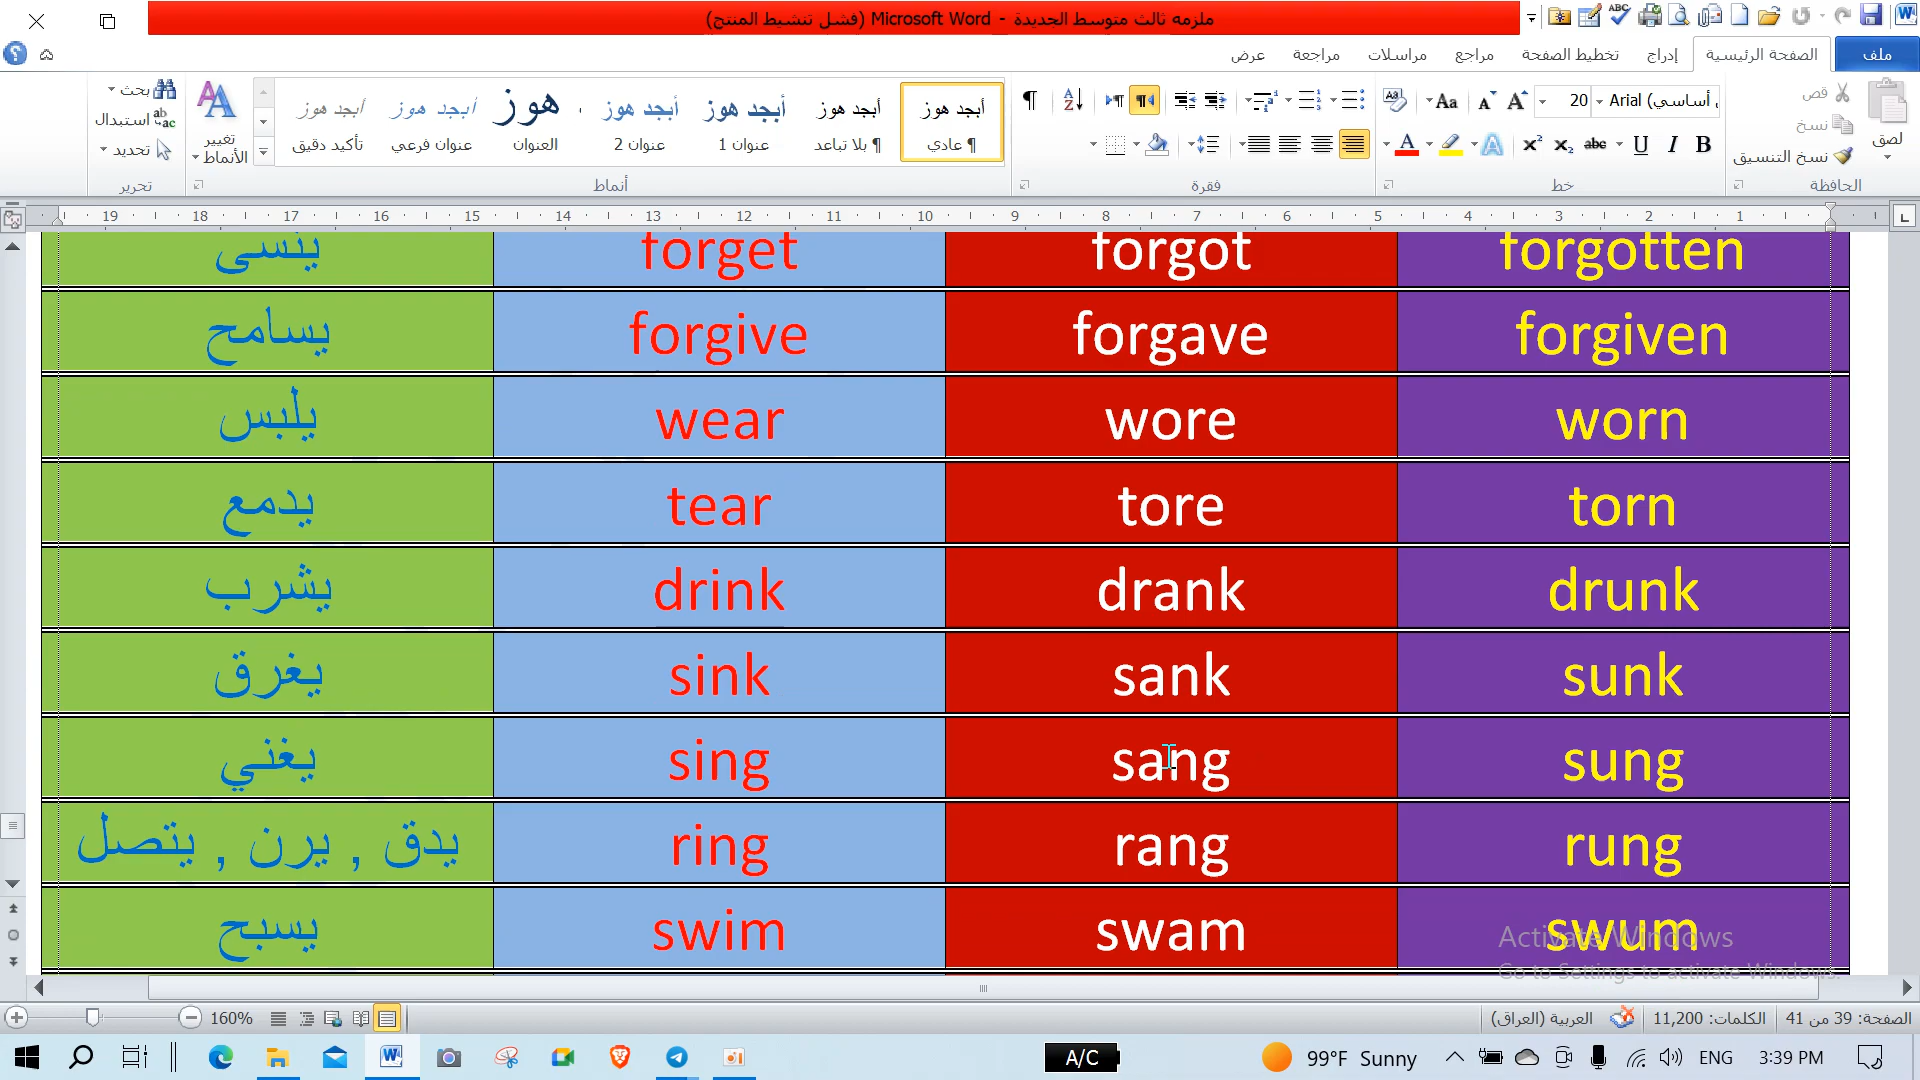 ملزمه ثالث متوسط الجديدة - Microsoft Word (فشل تنشيط المنتج)
ملف
الصفحة الرئيسية
إدراج
تخطيط الصفحة
مراجع
مراسلات
مراجعة
عرض
قص
نسخ
نسخ التنسيق
لصق
الحافظة
Arial (أساسي
20
خط
فقرة
أبجد هوز
¶ عادي
أبجد هوز
¶ بلا تباعد
أبجد هوز
عنوان 1
أبجد هوز
عنوان 2
هوز
العنوان
أبجد هوز
عنوان فرعي
أبجد هوز
تأكيد دقيق
أنماط
تغيير الأنماط
بحث
استبدال
تحديد
تحرير
19 18 17 16 15 14 13 12 11 10 9 8 7 6 5 4 3 2 1
ينسى forget forgot forgotten
يسامح forgive forgave forgiven
يلبس wear wore worn
يدمع tear tore torn
يشرب drink drank drunk
يغرق sink sank sunk
يغني sing sang sung
يدق , يرن , يتصل ring rang rung
يسبح swim swam swum
Activate Windows
Go to Settings to activate Windows.
160%
العربية (العراق)
الكلمات: 11,200
الصفحة: 39 من 41
A/C
99°F Sunny
ENG
3:39 PM